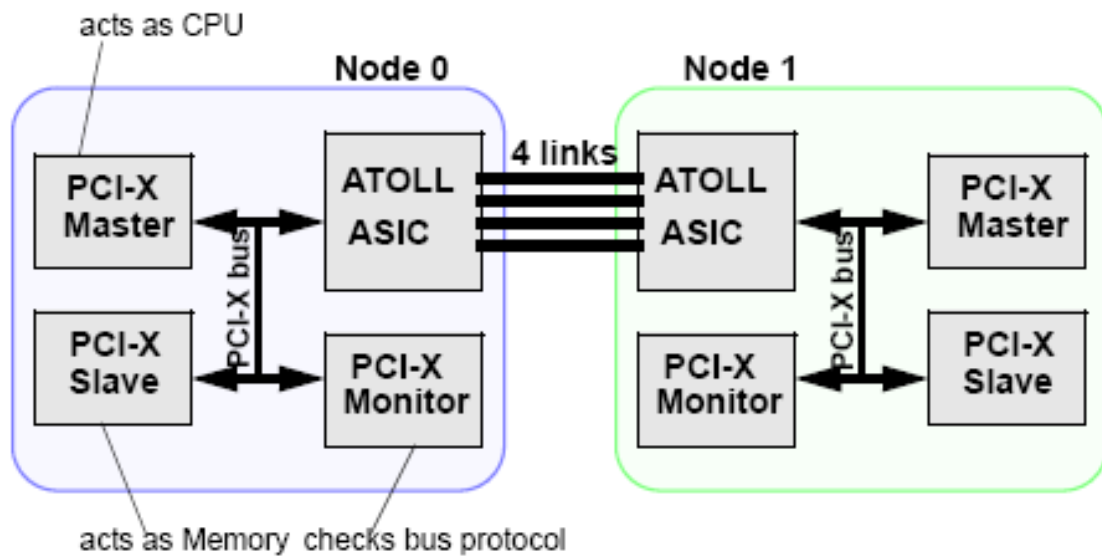 acts as CPU
Node 0
Node 1
PCI-X
Master
ATOLL
ASIC
4 links
ATOLL
ASIC
PCI-X
Master
PCI-X bus
PCI-X bus
PCI-X
Slave
PCI-X
Monitor
PCI-X
Monitor
PCI-X
Slave
acts as Memory
checks bus protocol